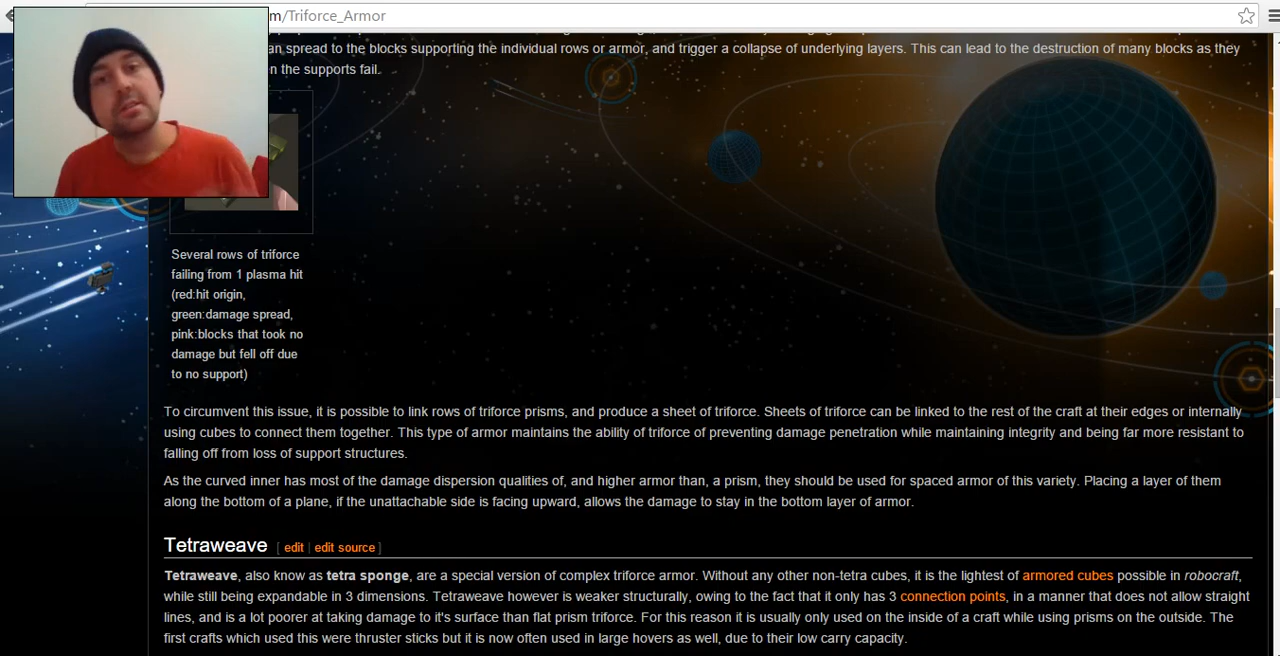 m/Triforce_Armor
an spread to the blocks supporting the individual rows or armor, and trigger a collapse of underlying layers. This can lead to the destruction of many blocks as they
n the supports fail.
Several rows of triforce
failing from 1 plasma hit
(red:hit origin,
green:damage spread,
pink:blocks that took no
damage but fell off due
to no support)
To circumvent this issue, it is possible to link rows of triforce prisms, and produce a sheet of triforce. Sheets of triforce can be linked to the rest of the craft at their edges or internally
using cubes to connect them together. This type of armor maintains the ability of triforce of preventing damage penetration while maintaining integrity and being far more resistant to
falling off from loss of support structures.
As the curved inner has most of the damage dispersion qualities of, and higher armor than, a prism, they should be used for spaced armor of this variety. Placing a layer of them
along the bottom of a plane, if the unattachable side is facing upward, allows the damage to stay in the bottom layer of armor.
Tetraweave [ edit | edit source ]
Tetraweave, also know as tetra sponge, are a special version of complex triforce armor. Without any other non-tetra cubes, it is the lightest of armored cubes possible in robocraft,
while still being expandable in 3 dimensions. Tetraweave however is weaker structurally, owing to the fact that it only has 3 connection points, in a manner that does not allow straight
lines, and is a lot poorer at taking damage to it's surface than flat prism triforce. For this reason it is usually only used on the inside of a craft while using prisms on the outside. The
first crafts which used this were thruster sticks but it is now often used in large hovers as well, due to their low carry capacity.